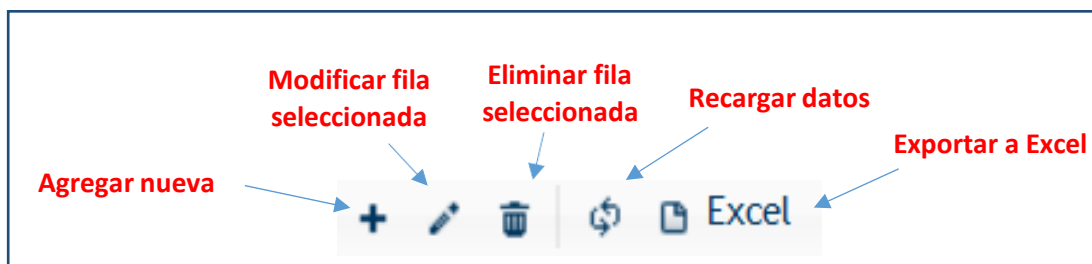 Modificar fila
seleccionada
Eliminar fila
seleccionada
Recargar datos
Exportar a Excel
Agregar nueva
Excel